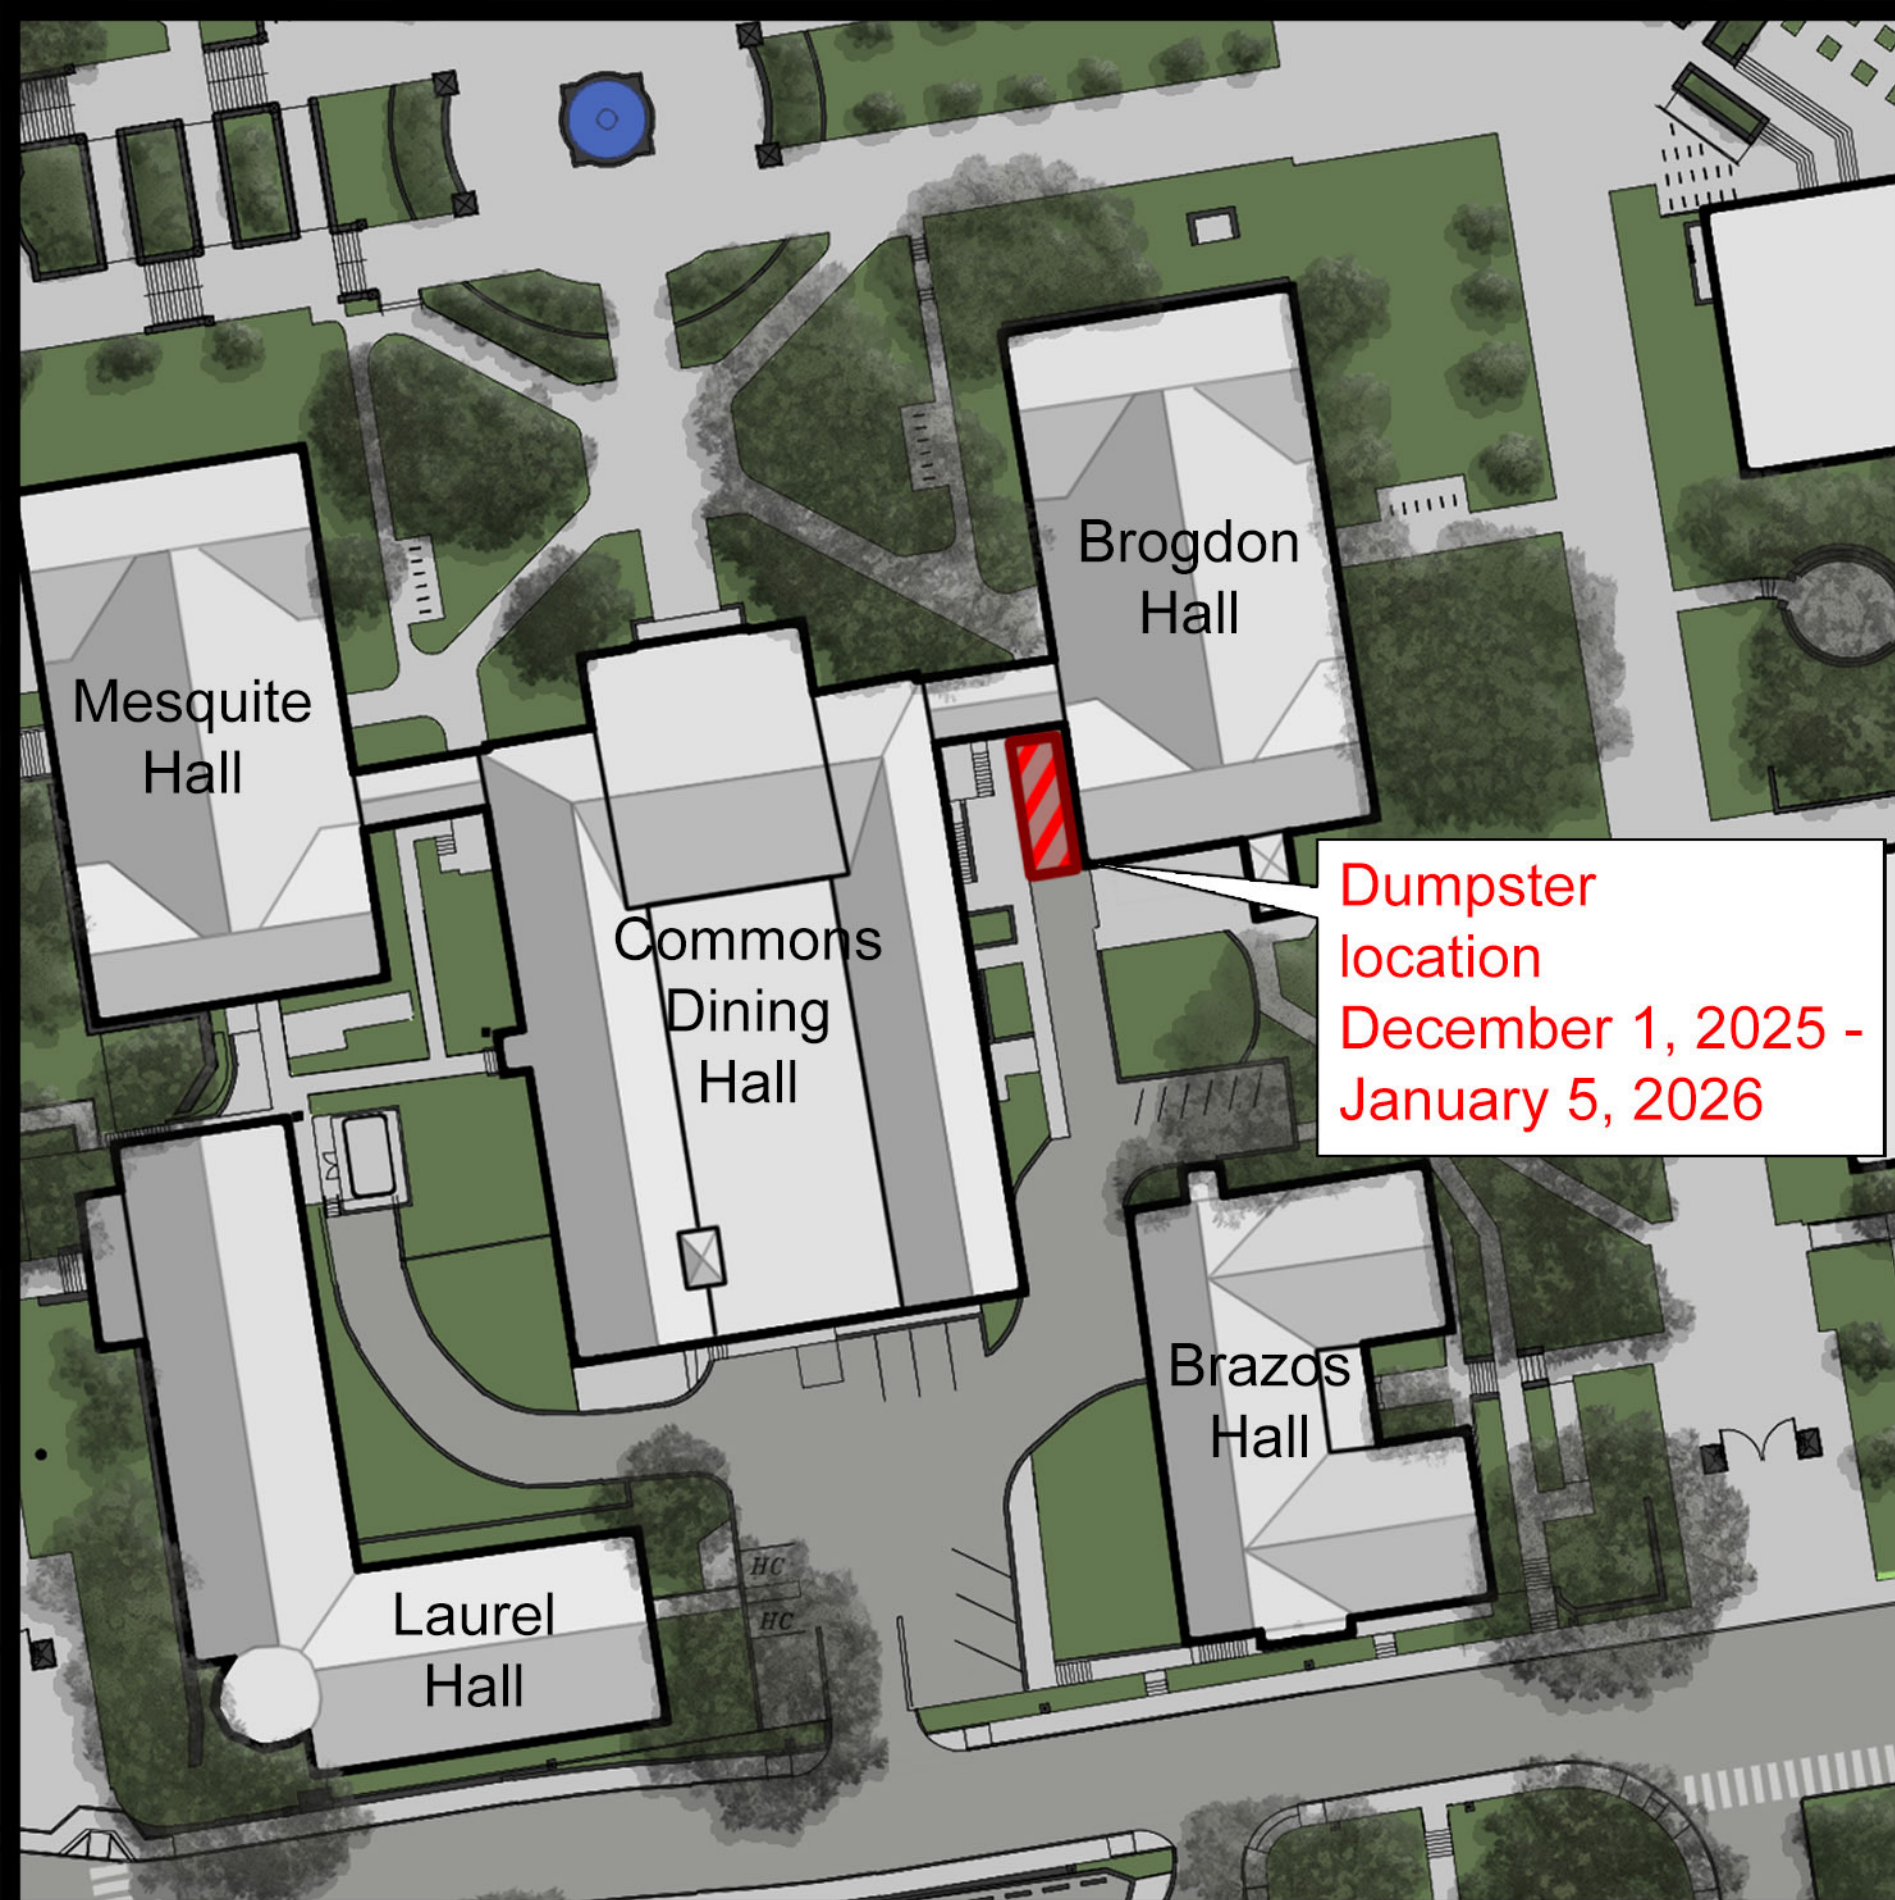 Brogdon
Hall
Mesquite
Hall
Dumpster
location
December 1, 2025 -
January 5, 2026
Commons
Dining
Hall
Brazos
Hall
Laurel
Hall
HC
HC